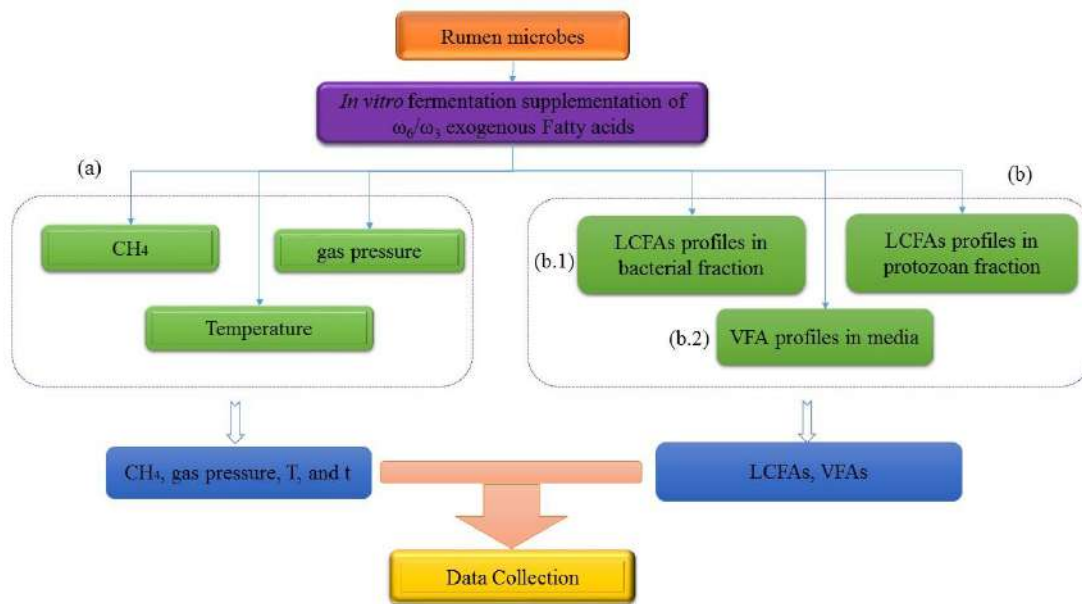 Rumen microbes
In vitro fermentation supplementation of
ω₆/ω₃ exogenous Fatty acids
(a)
(b)
CH₄
gas pressure
Temperature
(b.1)
LCFAs profiles in
bacterial fraction
LCFAs profiles in
protozoan fraction
(b.2)
VFA profiles in media
CH₄, gas pressure, T, and t
LCFAs, VFAs
Data Collection